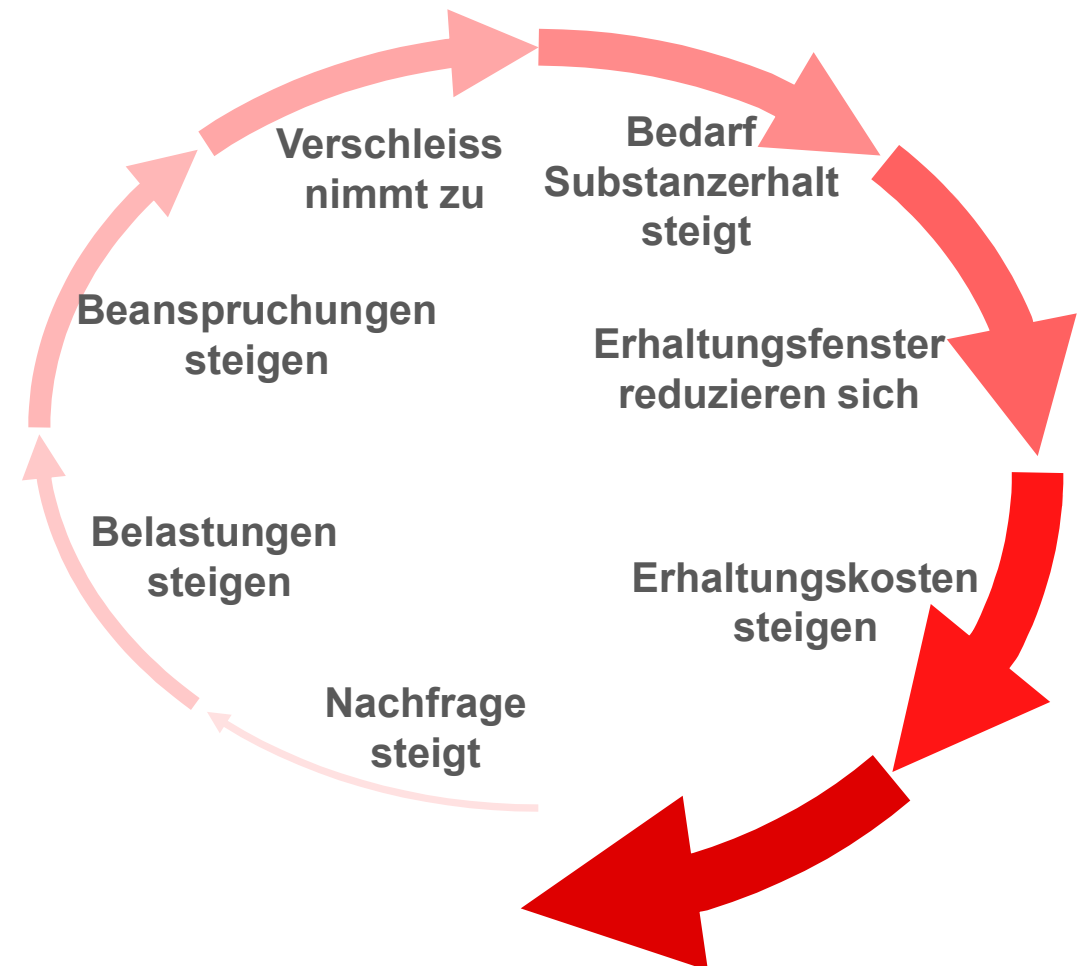 Verschleiss
nimmt zu
Bedarf
Substanzerhalt
steigt
Beanspruchungen
steigen
Erhaltungsfenster
reduzieren sich
Belastungen
steigen
Erhaltungskosten
steigen
Nachfrage
steigt